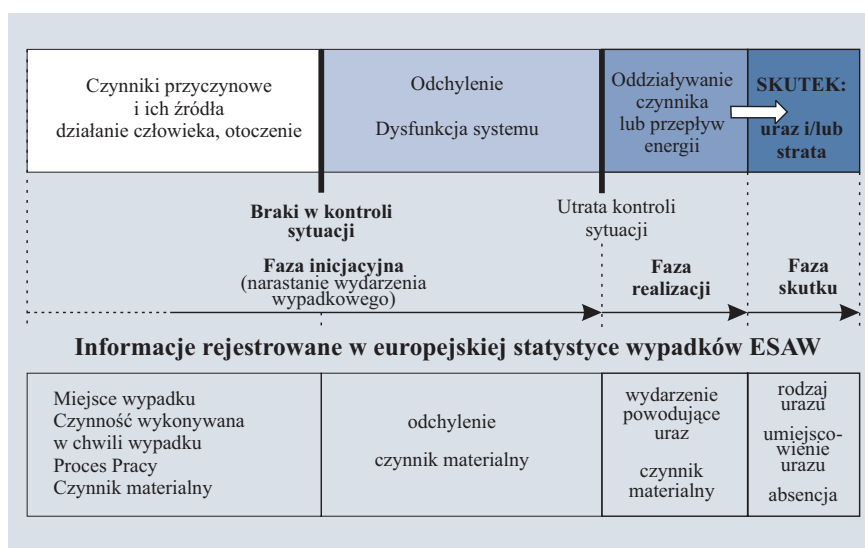 Czynniki przyczynowe
i ich źródła
działanie człowieka, otoczenie
Odchylenie
Dysfunkcja systemu
Oddziaływanie
czynnika
lub przepływ
energii
SKUTEK:
uraz i/lub
strata
Braki w kontroli
sytuacji
Utrata kontroli
sytuacji
Faza inicjacyjna
(narastanie wydarzenia
wypadkowego)
Faza
realizacji
Faza
skutku
Informacje rejestrowane w europejskiej statystyce wypadków ESAW
Miejsce wypadku
Czynność wykonywana
w chwili wypadku
Proces Pracy
Czynnik materialny
odchylenie
czynnik materialny
wydarzenie
powodujące
uraz
czynnik
materialny
rodzaj
urazu
umiejsco-
wienie
urazu
absencja